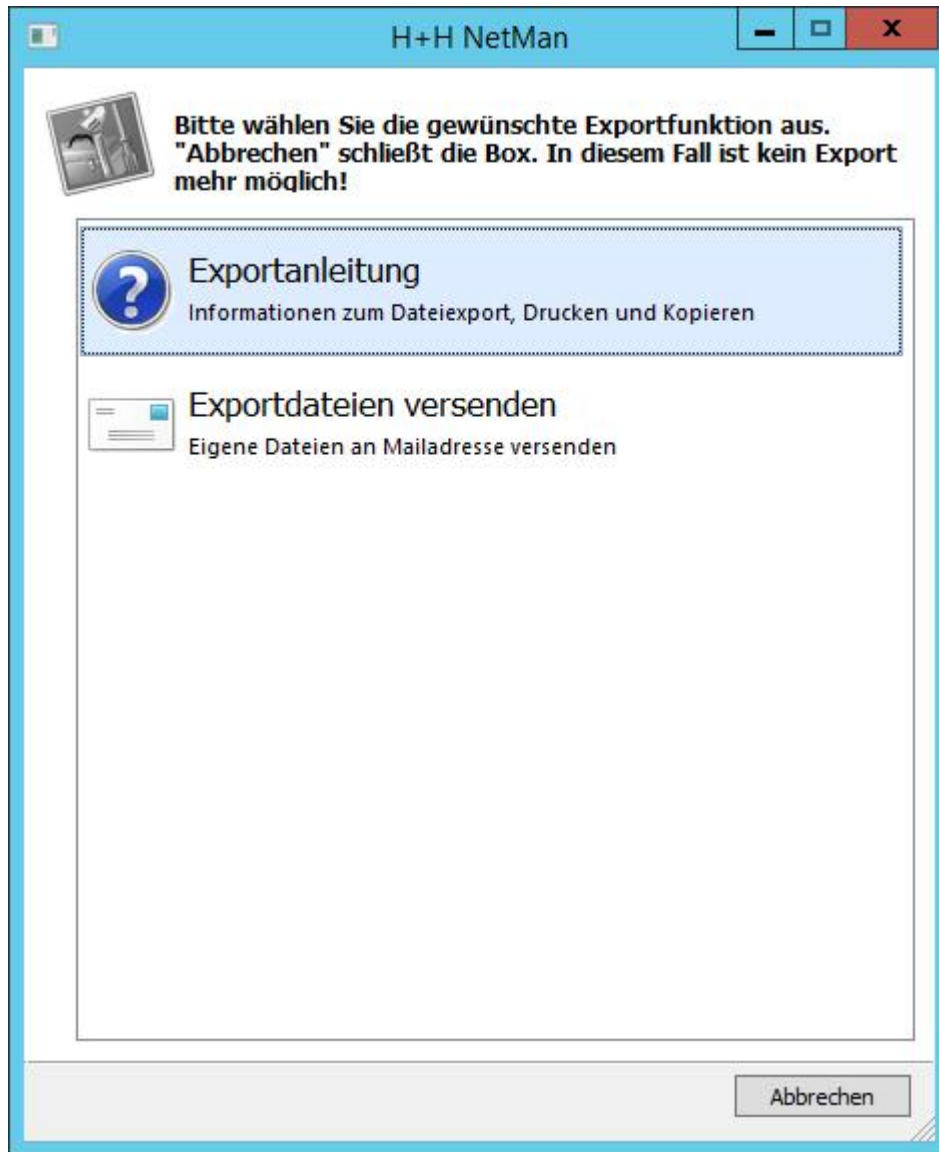 H+H NetMan
Bitte wählen Sie die gewünschte Exportfunktion aus.
"Abbrechen" schließt die Box. In diesem Fall ist kein Export
mehr möglich!
Exportanleitung
Informationen zum Dateiexport, Drucken und Kopieren
Exportdateien versenden
Eigene Dateien an Mailadresse versenden
Abbrechen